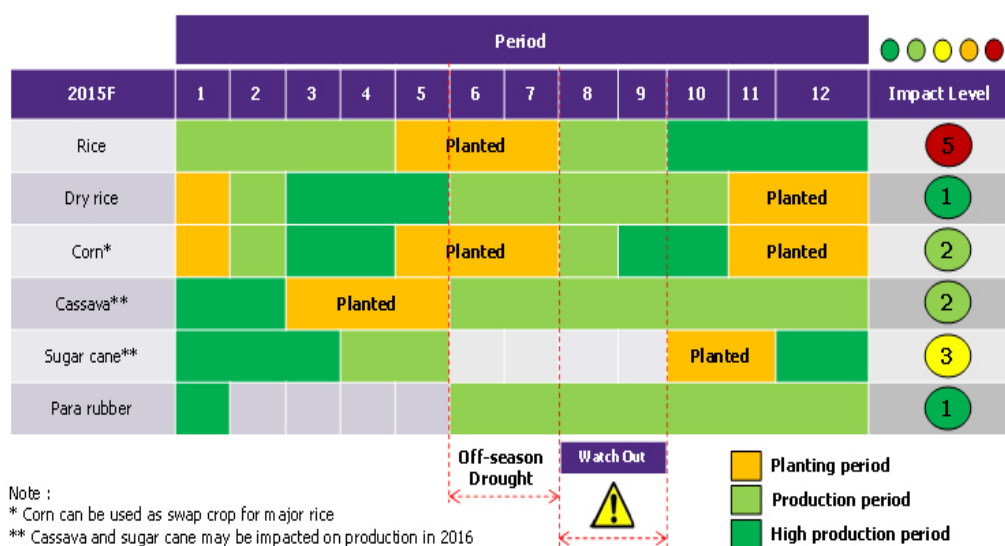 Period
2015F 1 2 3 4 5 6 7 8 9 10 11 12 Impact Level
Rice Planted 5
Dry rice Planted 1
Corn* Planted Planted 2
Cassava** Planted 2
Sugar cane** Planted 3
Para rubber 1
Off-season
Drought
Watch Out
!
Planting period
Production period
High production period
Note :
* Corn can be used as swap crop for major rice
** Cassava and sugar cane may be impacted on production in 2016